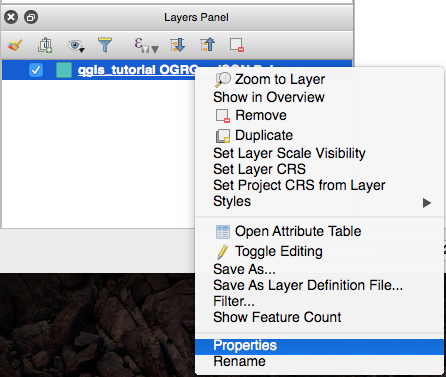 Layers Panel
qgis_tutorial
Zoom to Layer
Show in Overview
Remove
Duplicate
Set Layer Scale Visibility
Set Layer CRS
Set Project CRS from Layer
Styles
Open Attribute Table
Toggle Editing
Save As...
Save As Layer Definition File...
Filter...
Show Feature Count
Properties
Rename